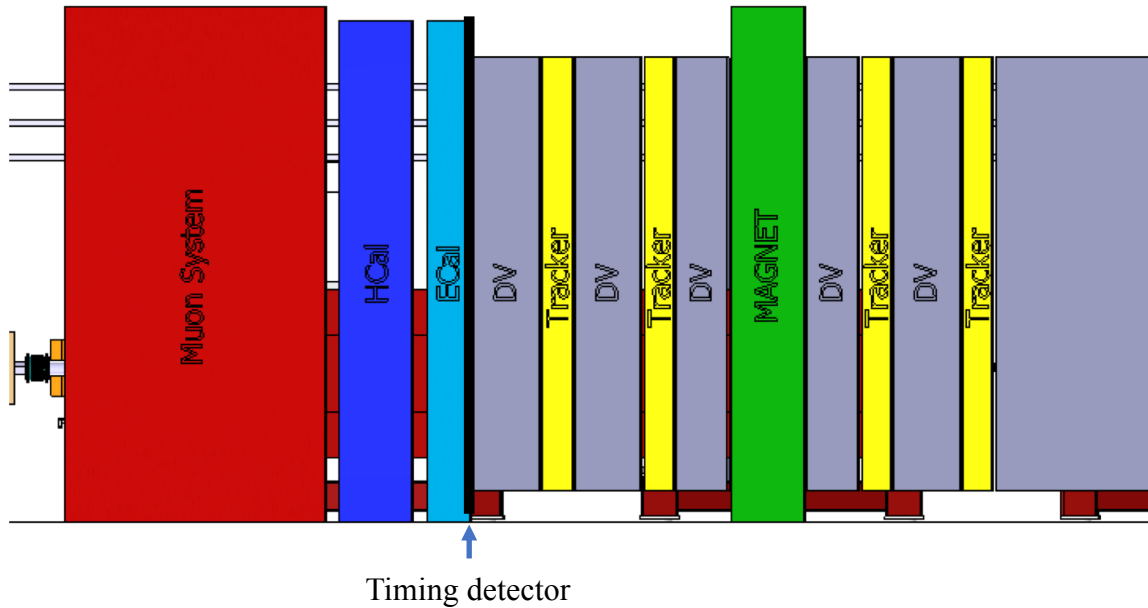 Muon System
HCal
ECal
DV
Tracker
DV
Tracker
DV
MAGNET
DV
Tracker
DV
Tracker
Timing detector